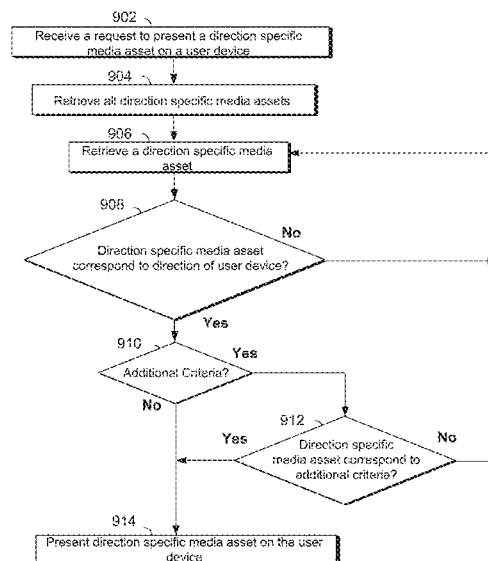 902
Receive a request to present a direction specific
media asset on a user device
904
Retrieve all direction specific media assets
906
Retrieve a direction specific media
asset
908
No
Direction specific media asset
correspond to direction of user device?
Yes
910
Yes
Additional Criteria?
No
912
Yes
No
Direction specific
media asset correspond to
additional criteria?
914
Present direction specific media asset on the user
device